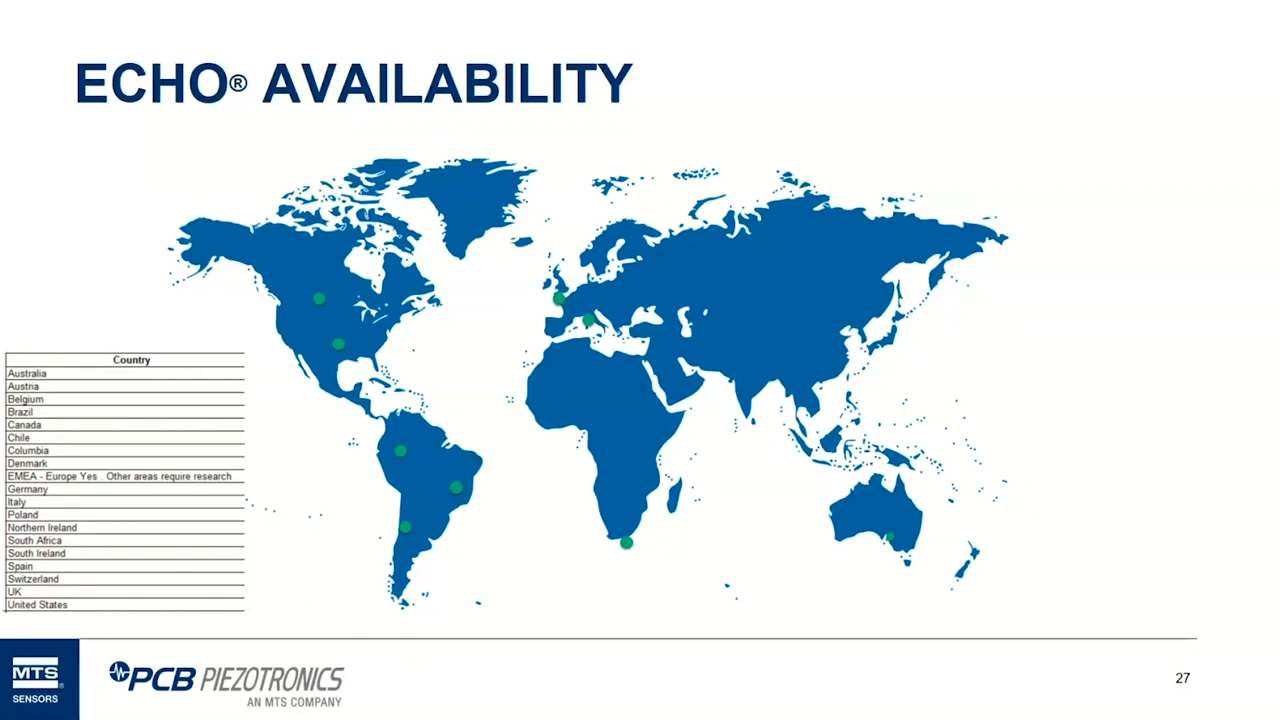 ECHO® AVAILABILITY
Country
Australia
Austria
Belgium
Brazil
Canada
Chile
Columbia
Denmark
EMEA - Europe Yes . Other areas require research
Germany
Italy
Poland
Northern Ireland
South Africa
South Ireland
Spain
Switzerland
UK
United States
MTS®
SENSORS
PCB PIEZOTRONICS
AN MTS COMPANY
27